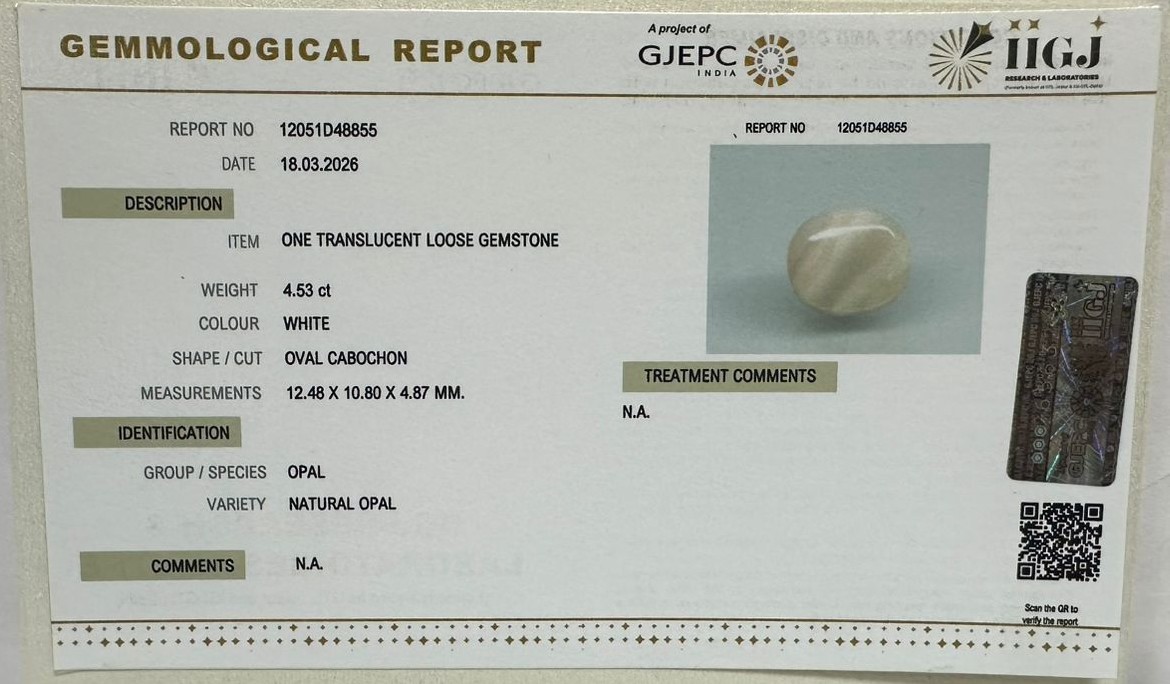 GEMMOLOGICAL REPORT
A project of
GJEPC
INDIA
IIGJ
RESEARCH & LABORATORIES
REPORT NO 12051D48855
DATE 18.03.2026
DESCRIPTION
ITEM ONE TRANSLUCENT LOOSE GEMSTONE
WEIGHT 4.53 ct
COLOUR WHITE
SHAPE / CUT OVAL CABOCHON
MEASUREMENTS 12.48 X 10.80 X 4.87 MM.
IDENTIFICATION
GROUP / SPECIES OPAL
VARIETY NATURAL OPAL
COMMENTS N.A.
REPORT NO 12051D48855
TREATMENT COMMENTS
N.A.
IIGJ
GJEPC
Scan the QR to
verify the report